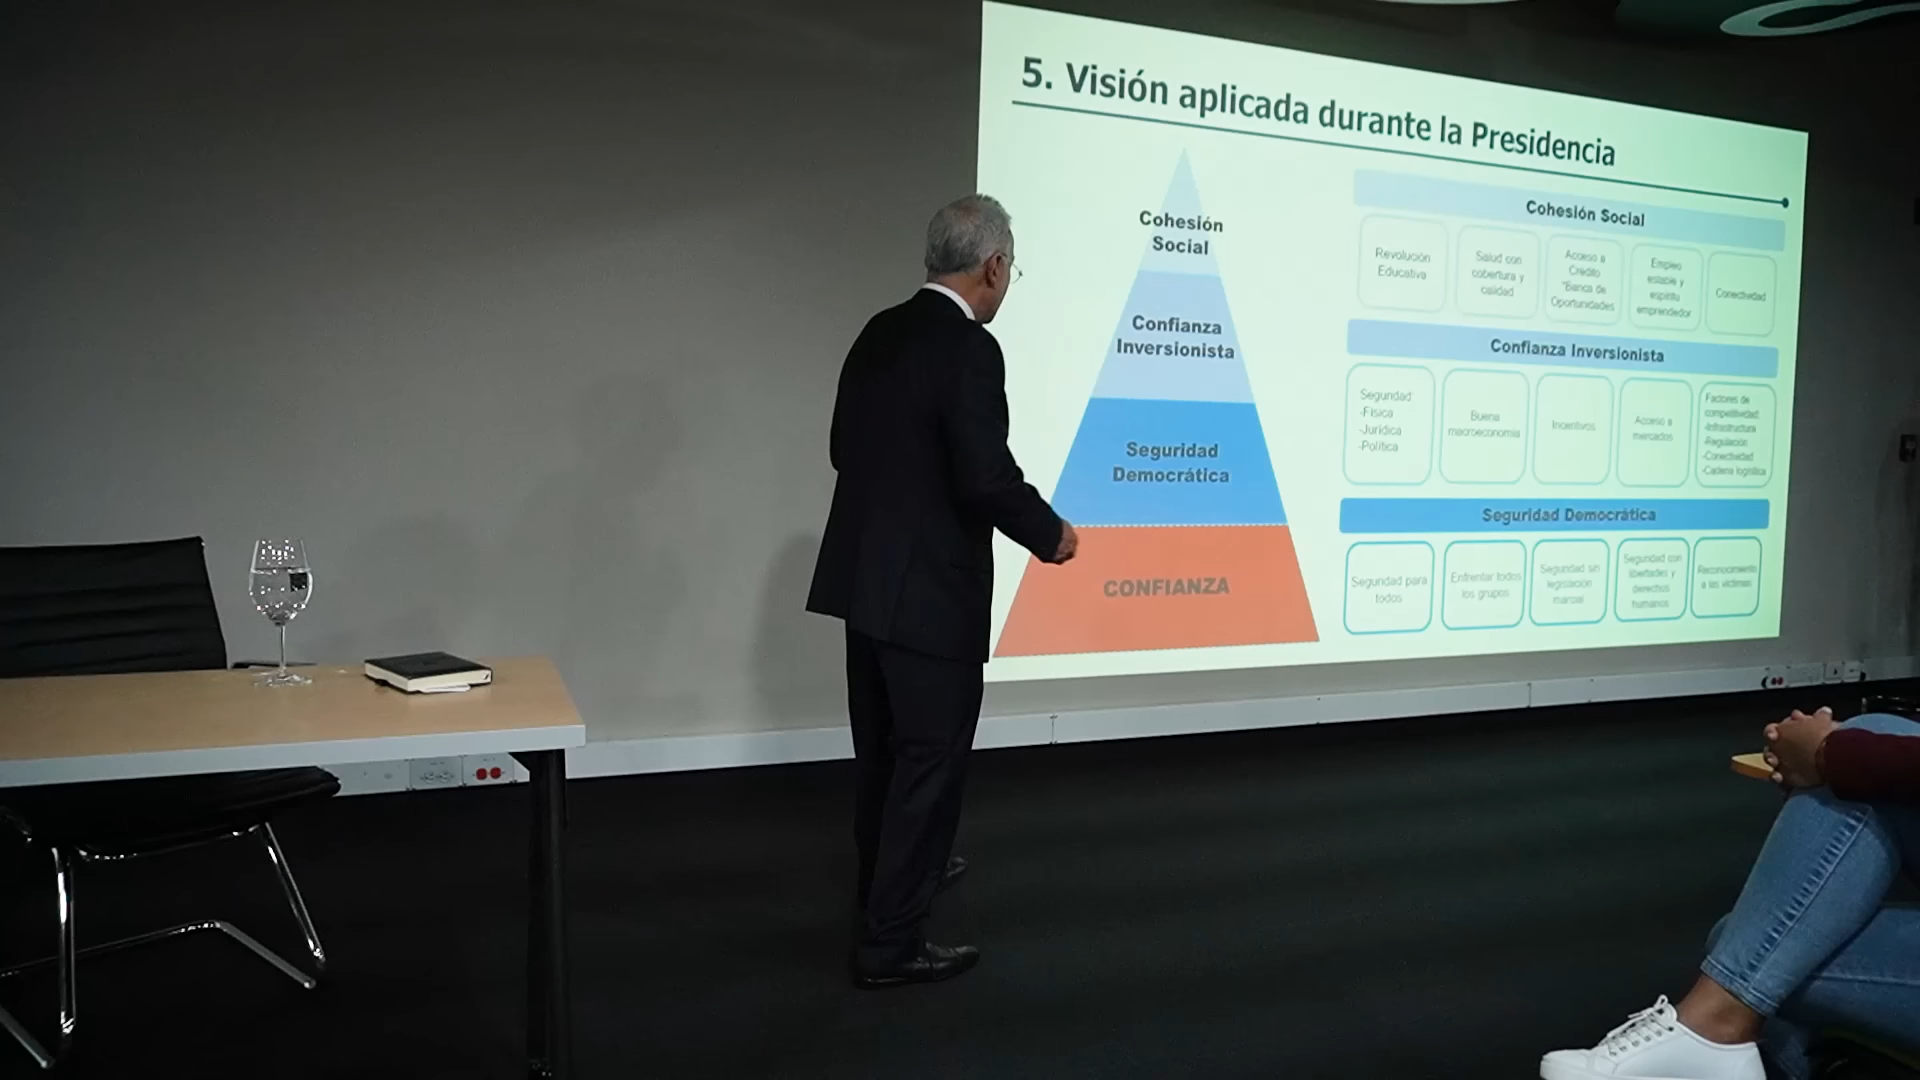 5. Visión aplicada durante la Presidencia
Cohesión
Social
Confianza
Inversionista
Seguridad
Democrática
CONFIANZA
Cohesión Social
Revolución
Educativa
Salud con
cobertura y
calidad
Acceso a
Crédito
"Banca de
Oportunidades
Empleo
estable y
espíritu
emprendedor
Conectividad
Confianza Inversionista
Seguridad
-Física
-Jurídica
-Política
Buena
macroeconomía
Incentivos
Acceso a
mercados
Factores de
competitividad:
-Infraestructura
-Regulación
-Conectividad
-Cadena logística
Seguridad Democrática
Seguridad para
todos
Enfrentar todos
los grupos
Seguridad sin
legislación
marcial
Seguridad con
libertades y
derechos
humanos
Reconocimiento
a las víctimas